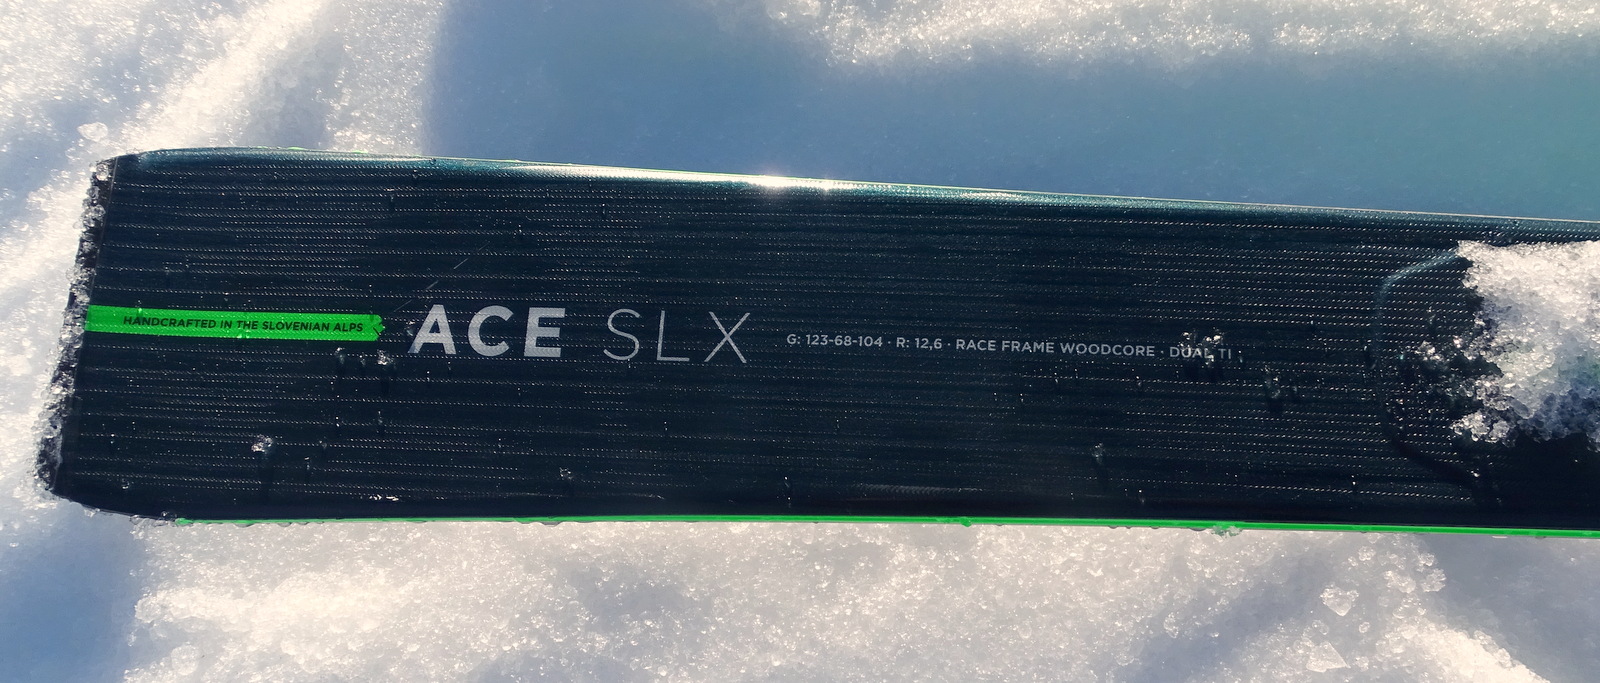 HANDCRAFTED IN THE SLOVENIAN ALPS
ACE SLX
G: 123-68-104 · R: 12,6 · RACE FRAME WOODCORE · DUAL TI